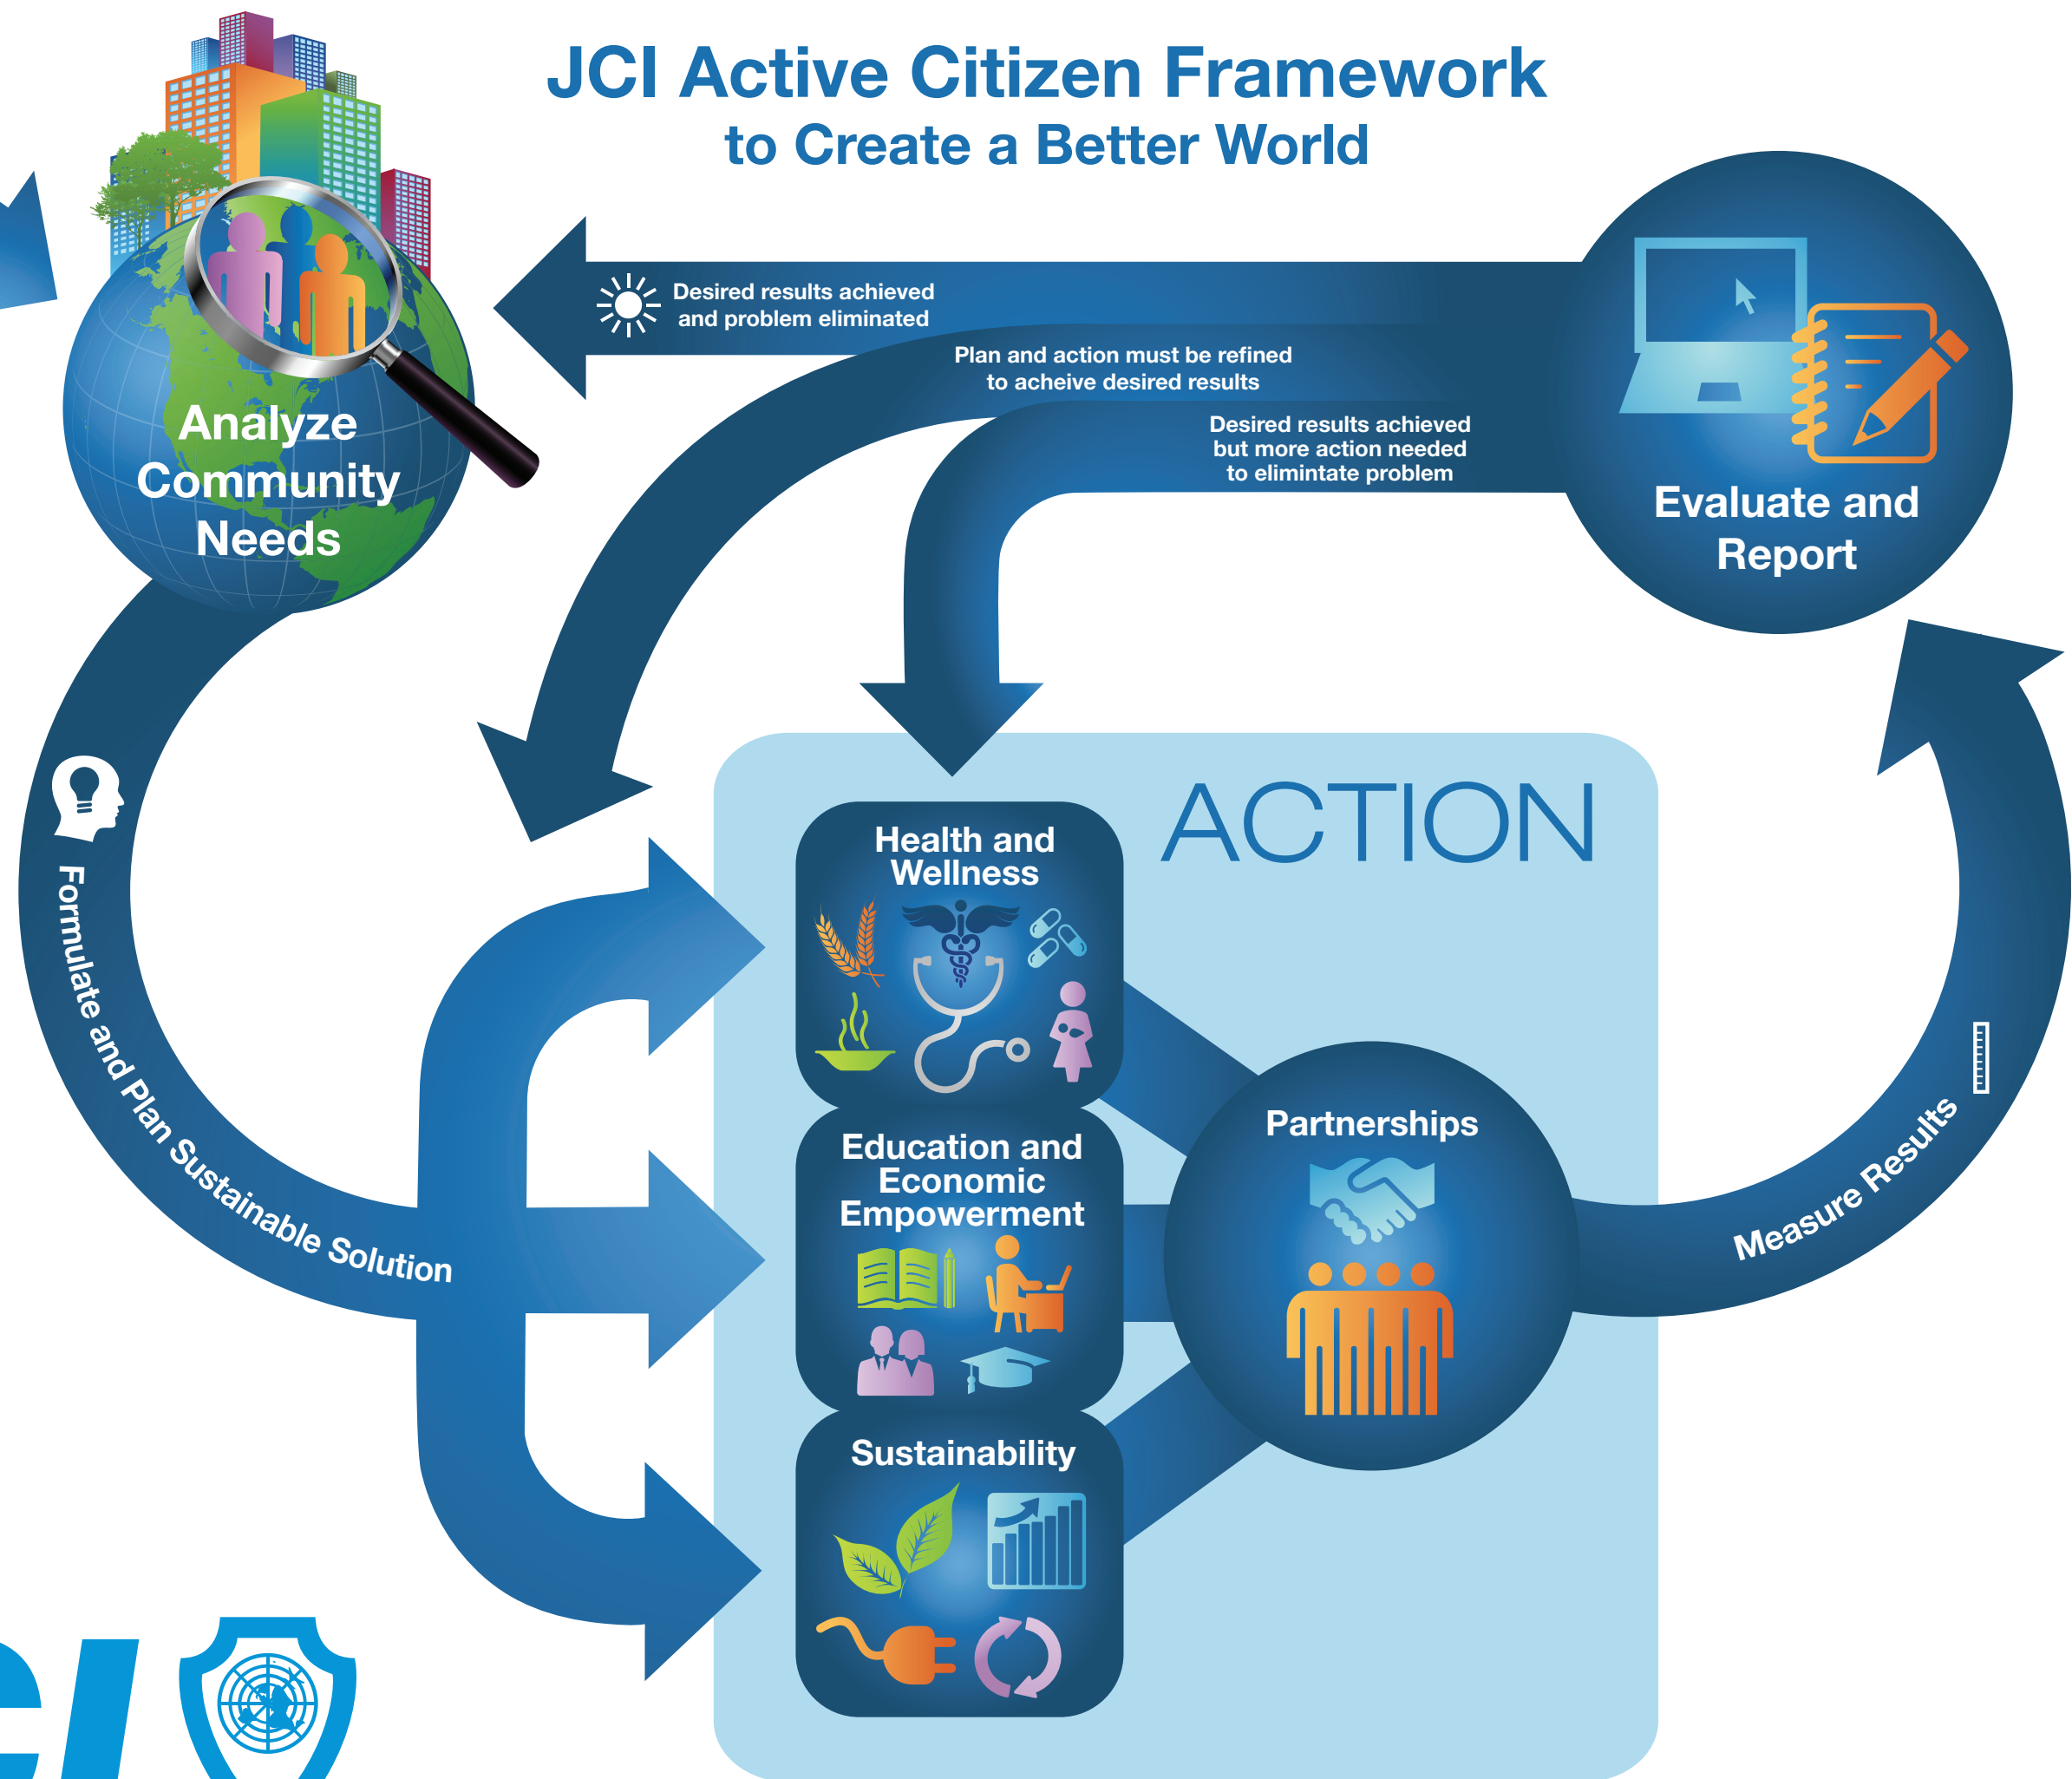 JCI Active Citizen Framework
to Create a Better World
Desired results achieved
and problem eliminated
Plan and action must be refined
to acheive desired results
Desired results achieved
but more action needed
to elimintate problem
Analyze
Community
Needs
Evaluate and
Report
Formulate and Plan Sustainable Solution
ACTION
Health and
Wellness
Education and
Economic
Empowerment
Sustainability
Partnerships
Measure Results
CI